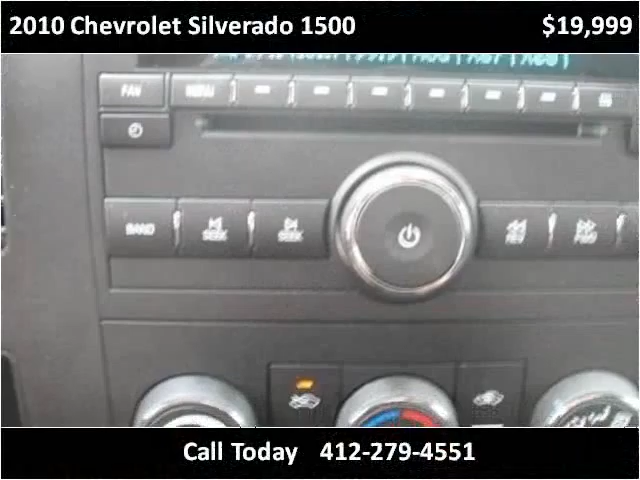 2010 Chevrolet Silverado 1500 $19,999
FAV MENU
BAND SEEK SEEK REV FWD
Call Today 412-279-4551